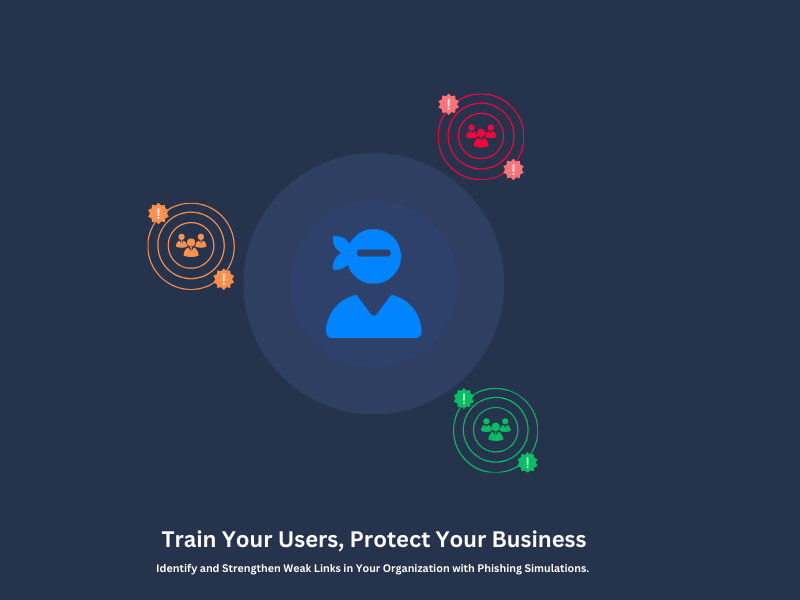 Train Your Users, Protect Your Business
Identify and Strengthen Weak Links in Your Organization with Phishing Simulations.